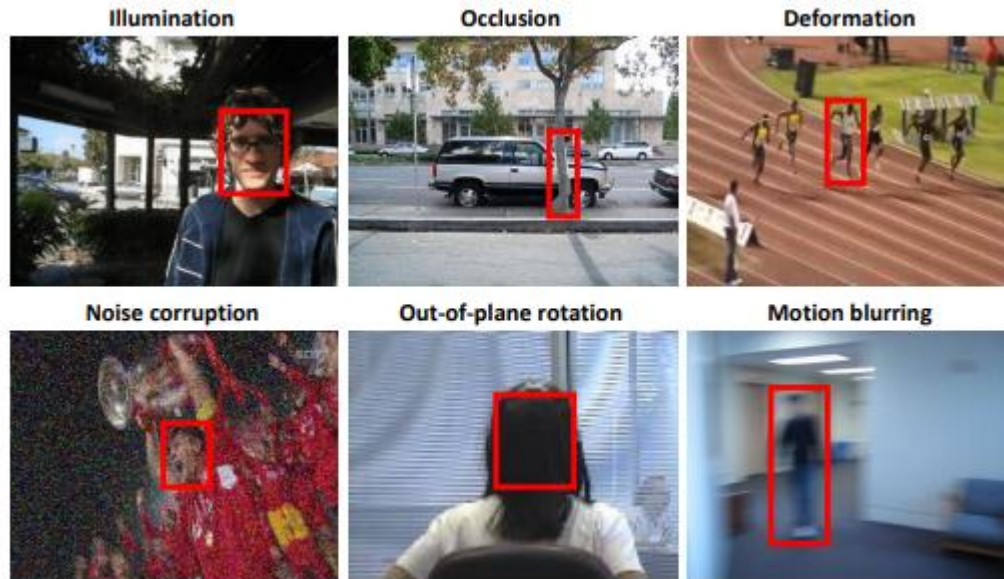 Illumination
Occlusion
Deformation
Noise corruption
Out-of-plane rotation
Motion blurring